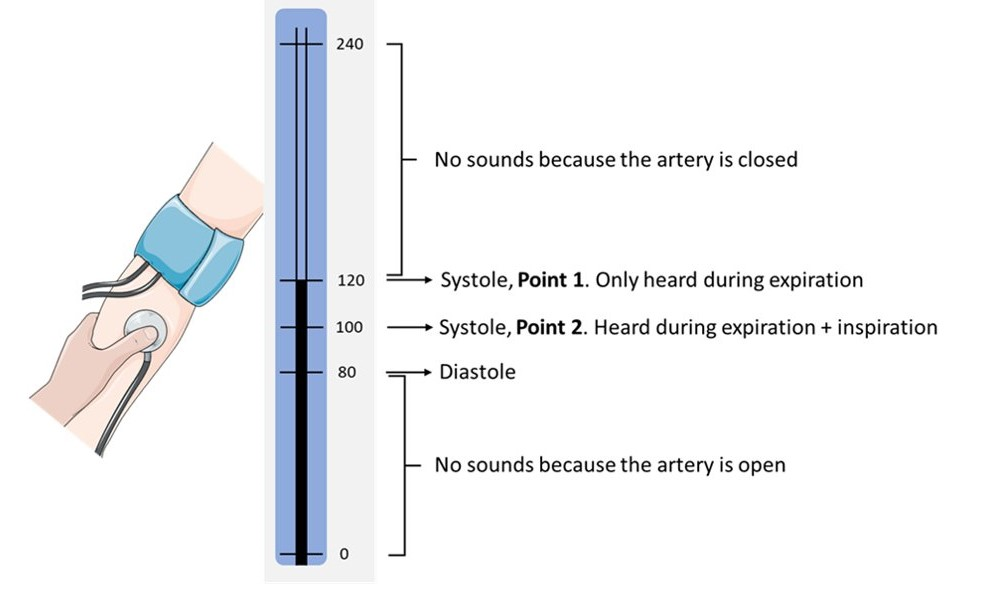 240
No sounds because the artery is closed
120
Systole, Point 1. Only heard during expiration
100
Systole, Point 2. Heard during expiration + inspiration
80
Diastole
No sounds because the artery is open
0